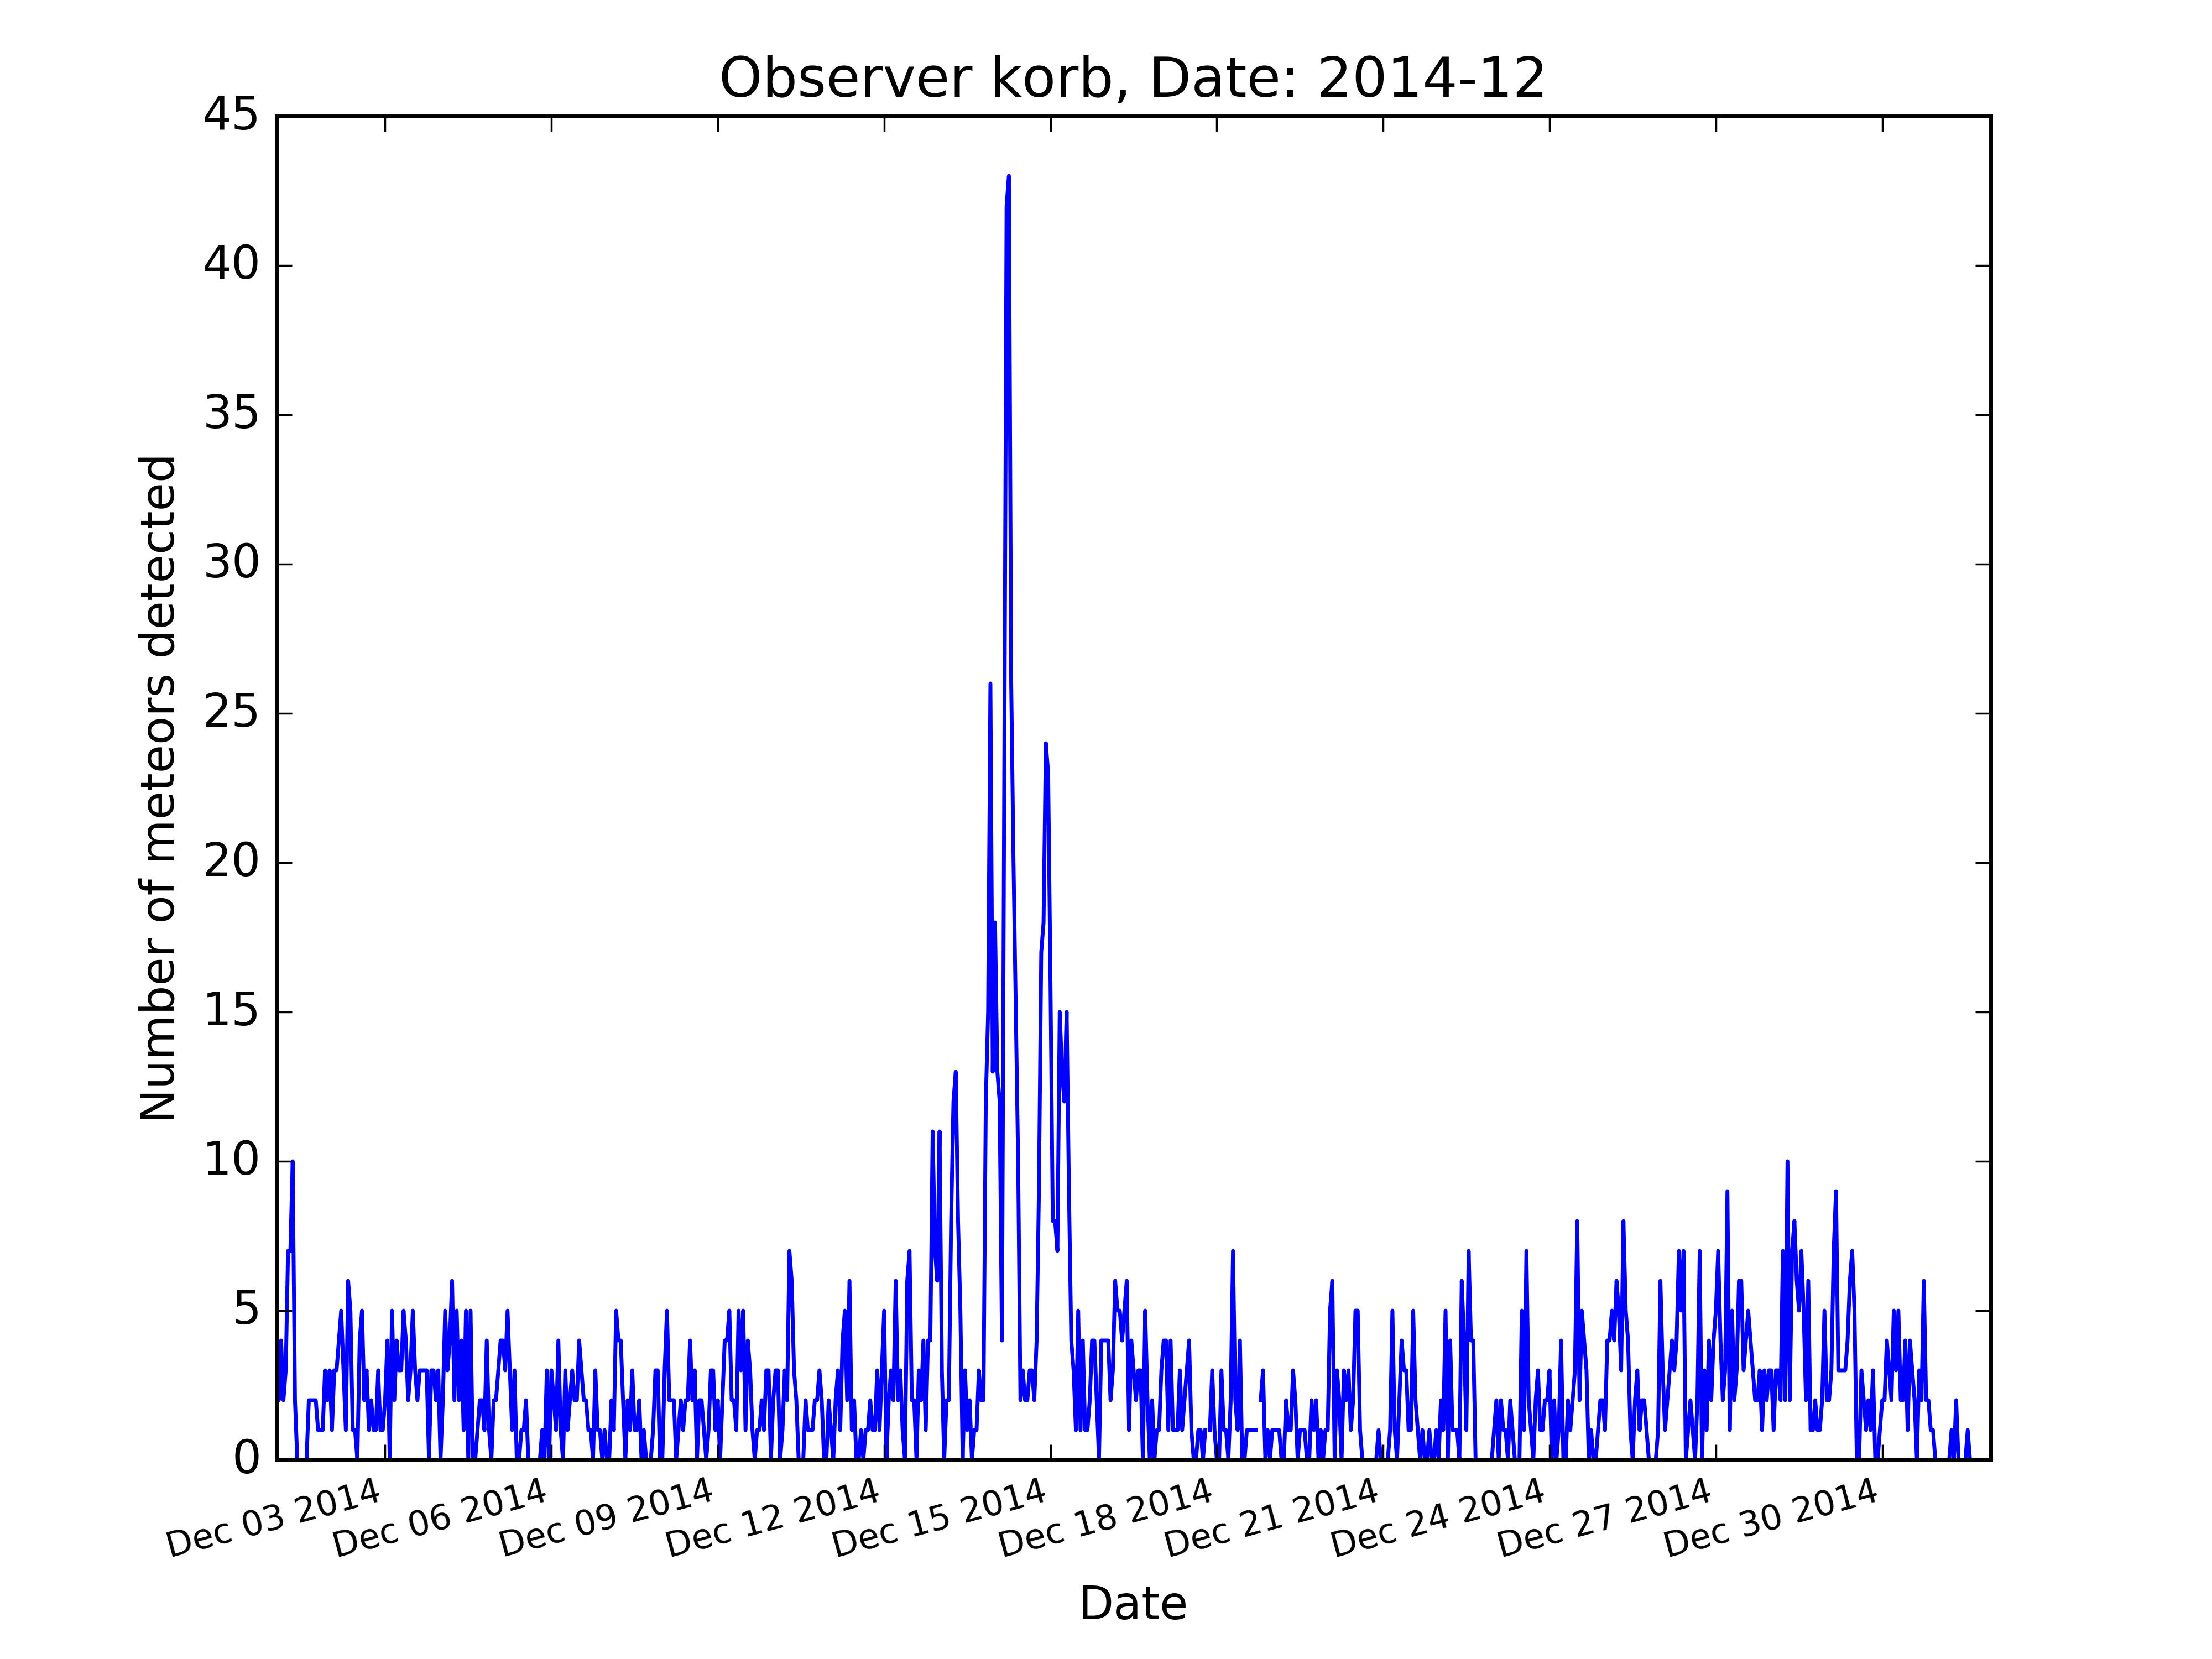 Observer korb, Date: 2014-12
45
40
35
30
25
20
15
10
5
0
Number of meteors detected
Dec 03 2014
Dec 06 2014
Dec 09 2014
Dec 12 2014
Dec 15 2014
Dec 18 2014
Dec 21 2014
Dec 24 2014
Dec 27 2014
Dec 30 2014
Date